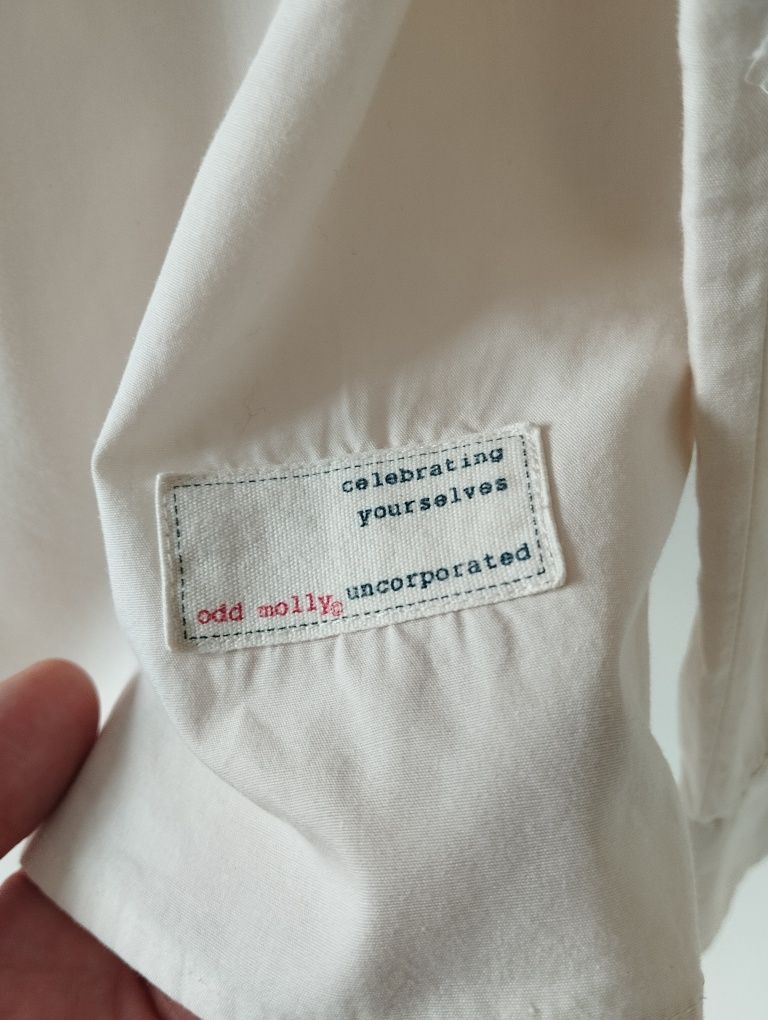 celebrating
yourselves
uncorporated
odd molly©